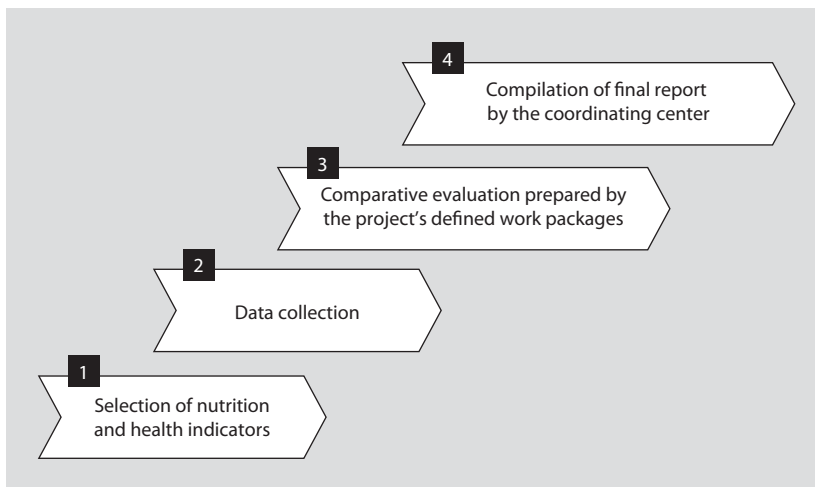 4
Compilation of final report
by the coordinating center
3
Comparative evaluation prepared by
the project's defined work packages
2
Data collection
1
Selection of nutrition
and health indicators